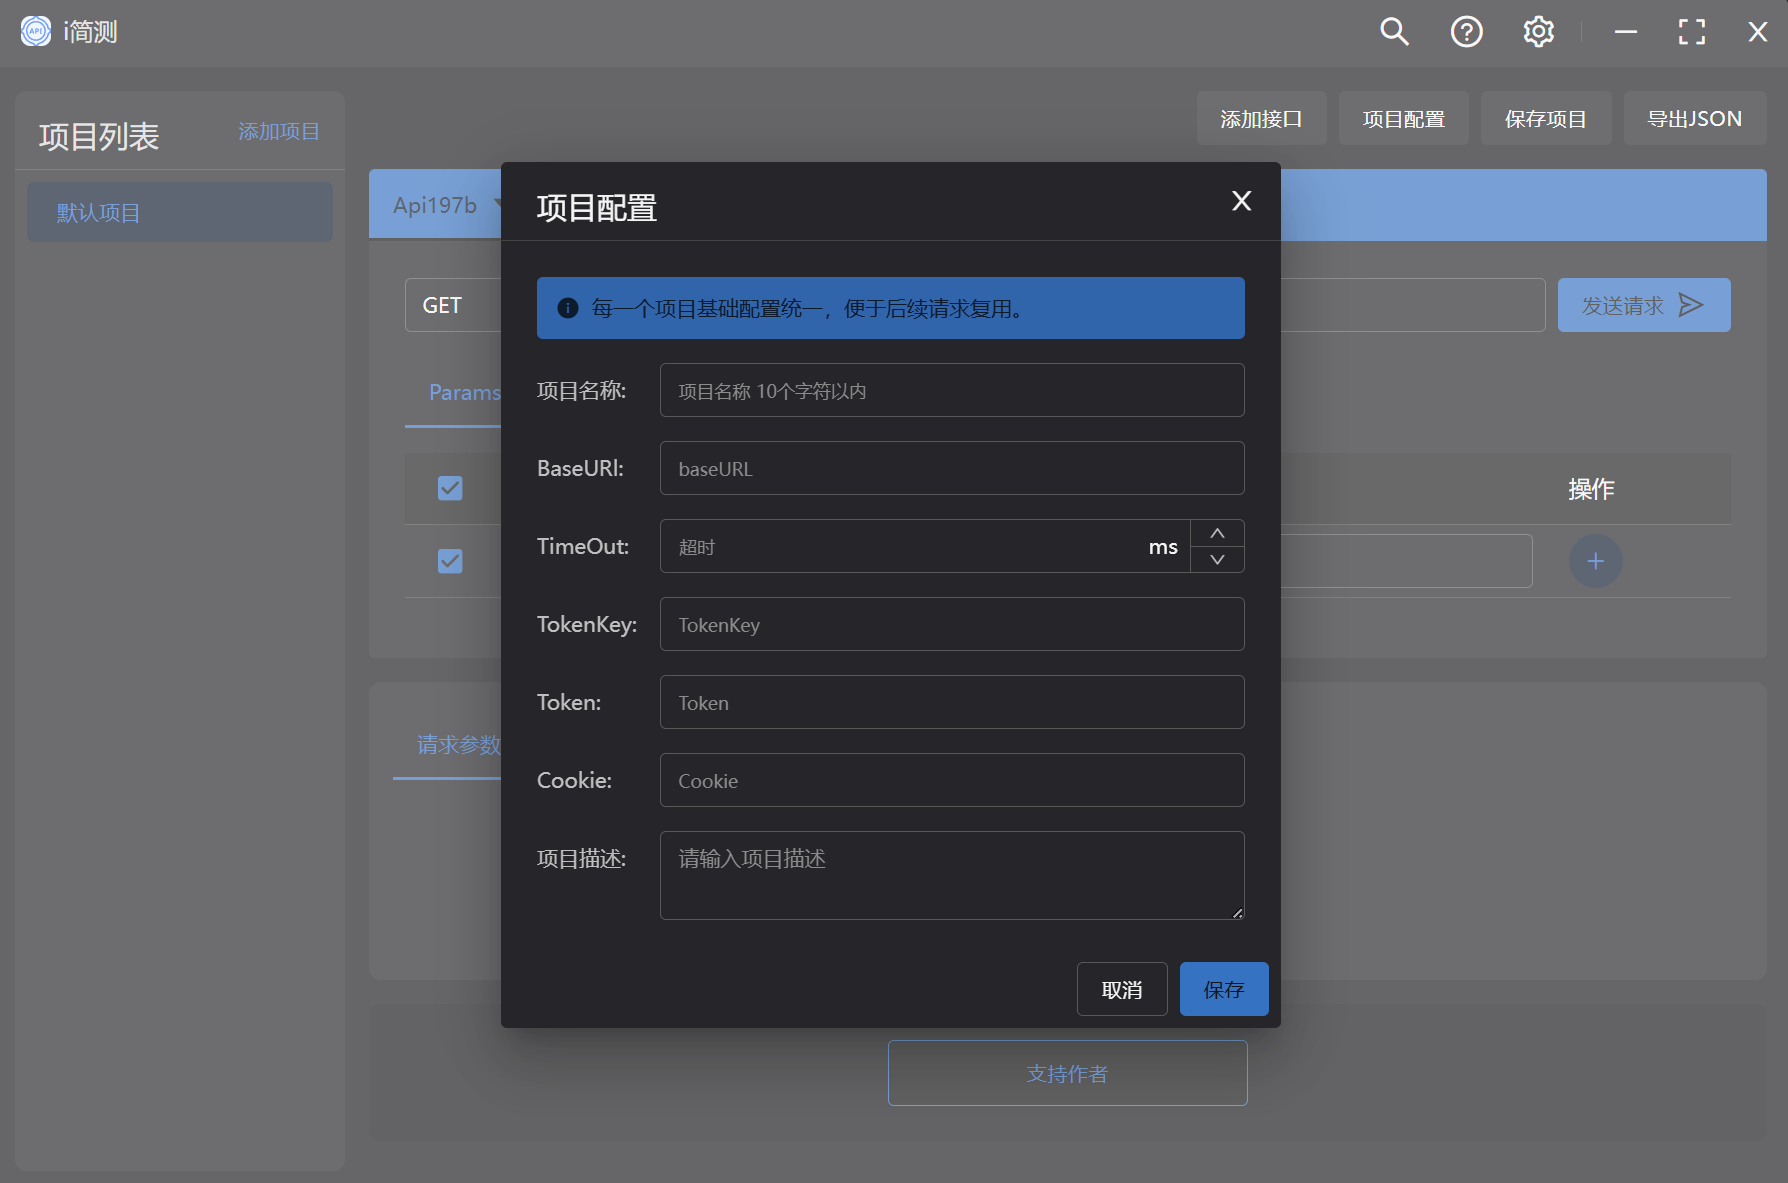 API
i简测
项目列表
添加项目
默认项目
添加接口
项目配置
保存项目
导出JSON
Api197b
GET
发送请求
Params
操作
请求参数
项目配置
每一个项目基础配置统一，便于后续请求复用。
项目名称:
项目名称 10个字符以内
BaseURl:
baseURL
TimeOut:
超时
ms
TokenKey:
TokenKey
Token:
Token
Cookie:
Cookie
项目描述:
请输入项目描述
取消
保存
支持作者